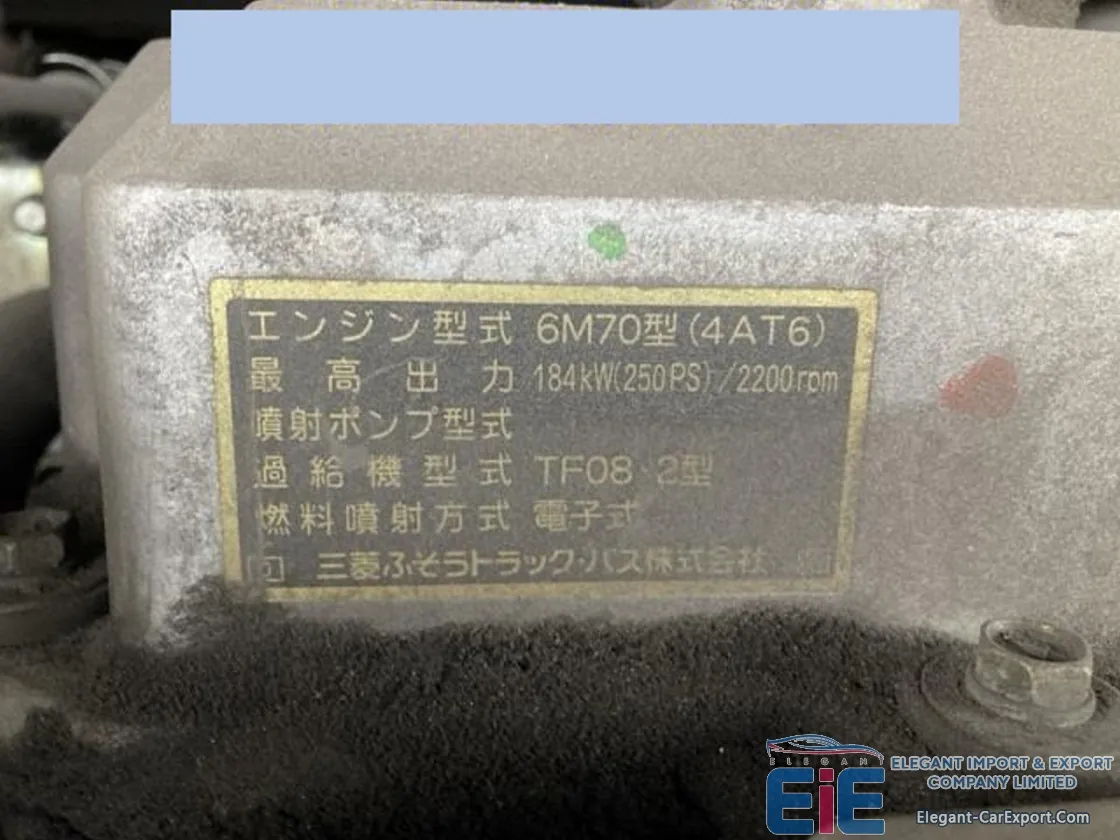 エンジン型式 6M70型(4AT6)
最高出力 184kW(250PS)/2200rpm
噴射ポンプ型式
過給機型式 TF08-2型
燃料噴射方式 電子式
三菱ふそうトラック・バス株式会社
ELEGANT
EiE
ELEGANT IMPORT & EXPORT
COMPANY LIMITED
Elegant-CarExport.Com